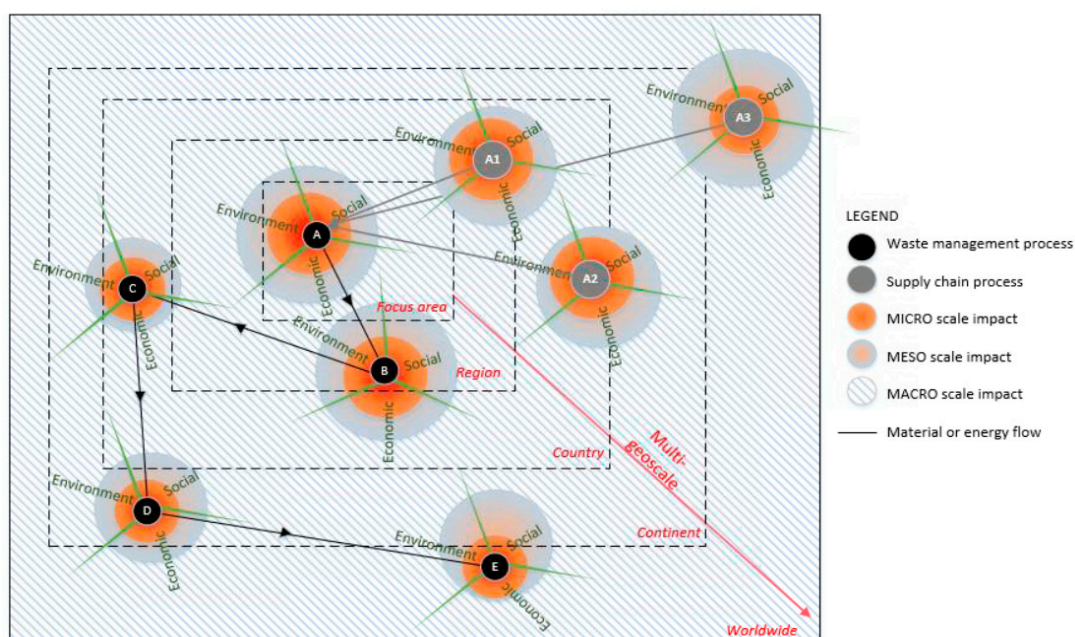 Environment
Social
A3
Economic
Environment
Social
A1
Economic
Environment
Social
A
Economic
Environment
Social
A2
Economic
Environment
Social
C
Economic
Focus area
Environment
Social
B
Economic
Region
Country
Multi-
geoscale
Environment
Social
D
Economic
Continent
Environment
Social
E
Economic
Worldwide
LEGEND
Waste management process
Supply chain process
MICRO scale impact
MESO scale impact
MACRO scale impact
Material or energy flow